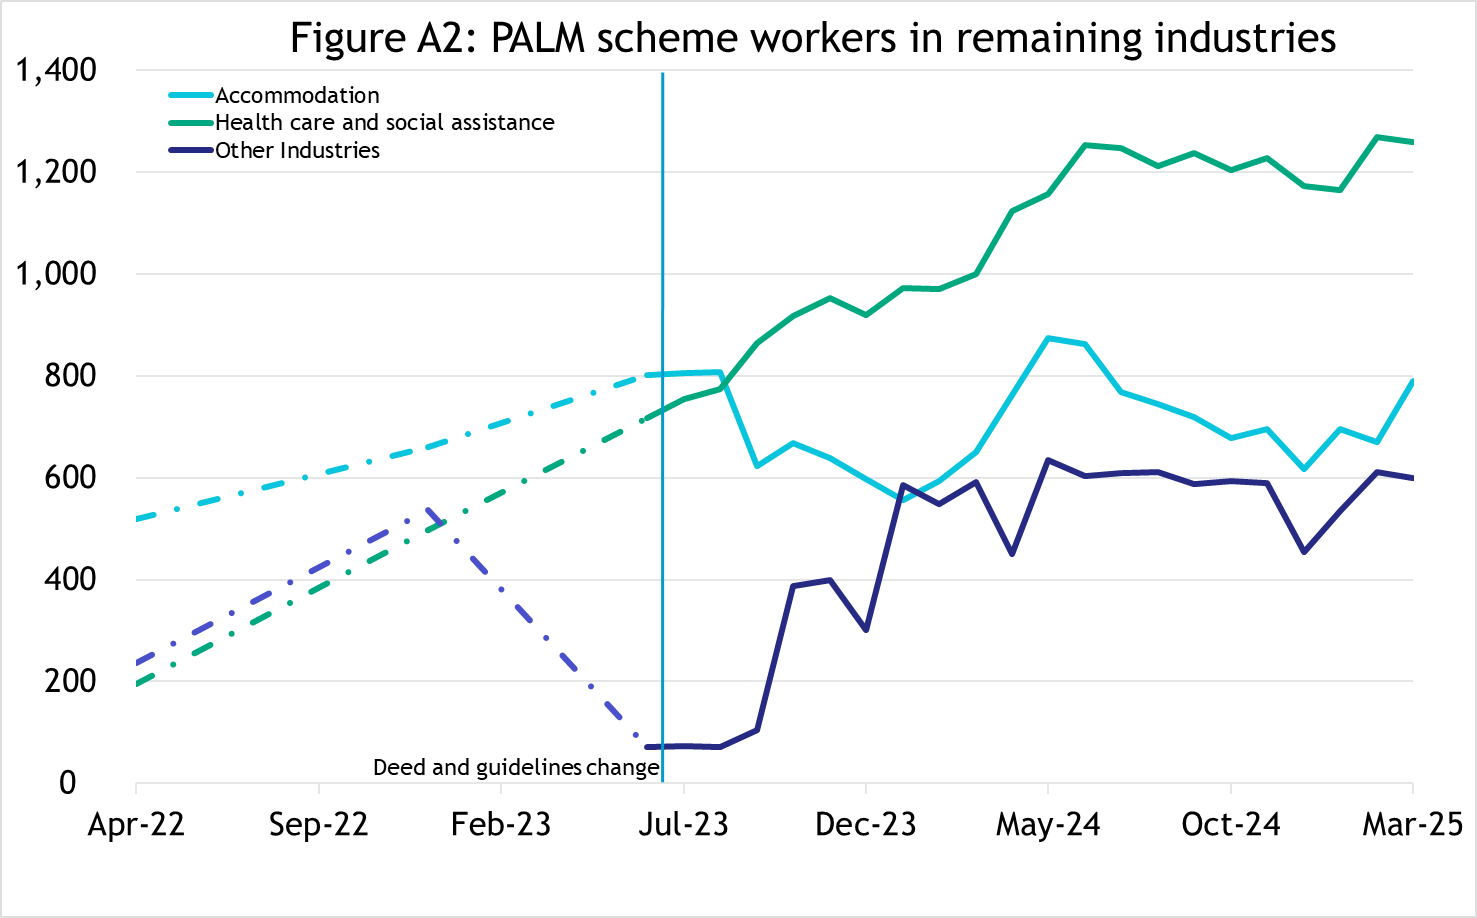 Figure A2: PALM scheme workers in remaining industries
1,400
Accommodation
Health care and social assistance
Other Industries
1,200
1,000
800
600
400
200
Deed and guidelines change
0
Apr-22 Sep-22 Feb-23 Jul-23 Dec-23 May-24 Oct-24 Mar-25